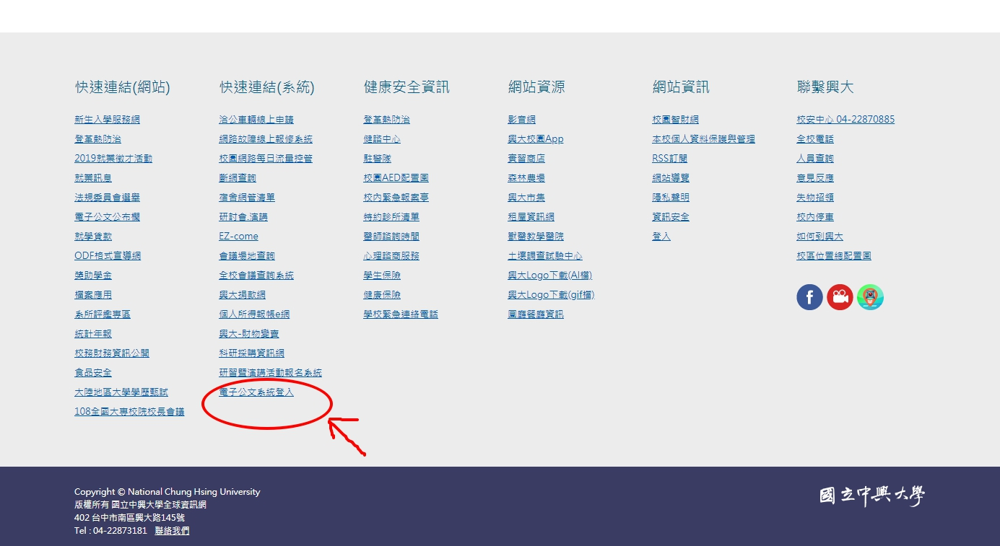 快速連結(網站)
新生入學服務網
登革熱防治
2019就業徵才活動
就業訊息
法規委員會選舉
電子公文公布欄
就學貸款
ODF格式宣導網
獎助學金
檔案應用
系所評鑑專區
統計年報
校務財務資訊公開
食品安全
大陸地區大學學歷甄試
108全國大專校院校長會議
快速連結(系統)
洽公車輛線上申請
網路故障線上報修系統
校園網路每日流量控管
斷網查詢
宿舍網管清單
研討會.演講
EZ-come
會議場地查詢
全校會議查詢系統
興大捐款網
個人所得報帳e網
興大-財物變賣
科研採購資訊網
研習暨演講活動報名系統
電子公文系統登入
健康安全資訊
登革熱防治
健諮中心
駐警隊
校園AED配置圖
校內緊急報案亭
特約診所清單
醫師諮詢時間
心理諮商服務
學生保險
健康保險
學校緊急連絡電話
網站資源
影音網
興大校園App
實習商店
森林農場
興大市集
租屋資訊網
獸醫教學醫院
土壤調查試驗中心
興大Logo下載(AI檔)
興大Logo下載(gif檔)
圓廳餐廳資訊
網站資訊
校園智財網
本校個人資料保護與管理
RSS訂閱
網站導覽
隱私聲明
資訊安全
登入
聯繫興大
校安中心 04-22870885
全校電話
人員查詢
意見反應
失物招領
校內停車
如何到興大
校區位置總配置圖
Copyright © National Chung Hsing University
版權所有 國立中興大學全球資訊網
402 台中市南區興大路145號
Tel : 04-22873181 聯絡我們
國立中興大學